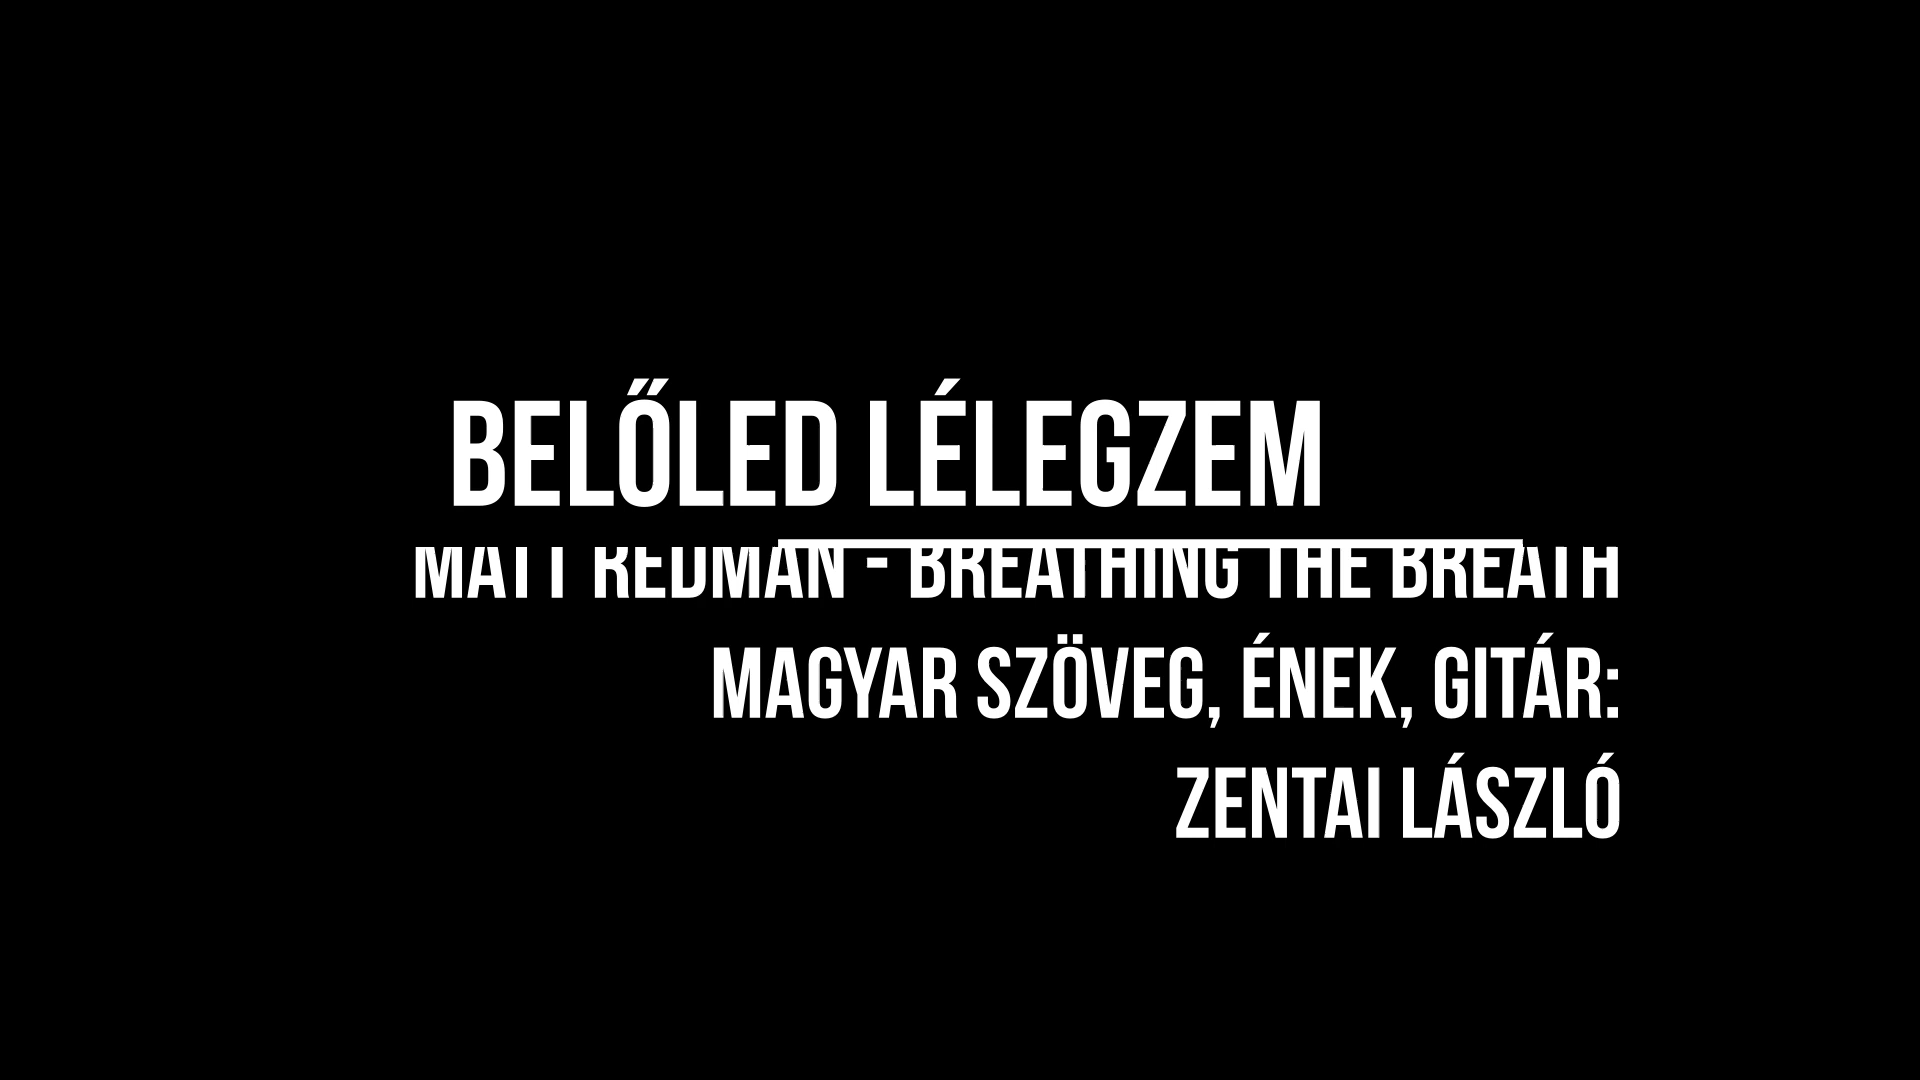 BELŐLED LÉLEGZEM
MATT REDMAN - BREATHING THE BREATH
MAGYAR SZÖVEG, ÉNEK, GITÁR:
ZENTAI LÁSZLÓ